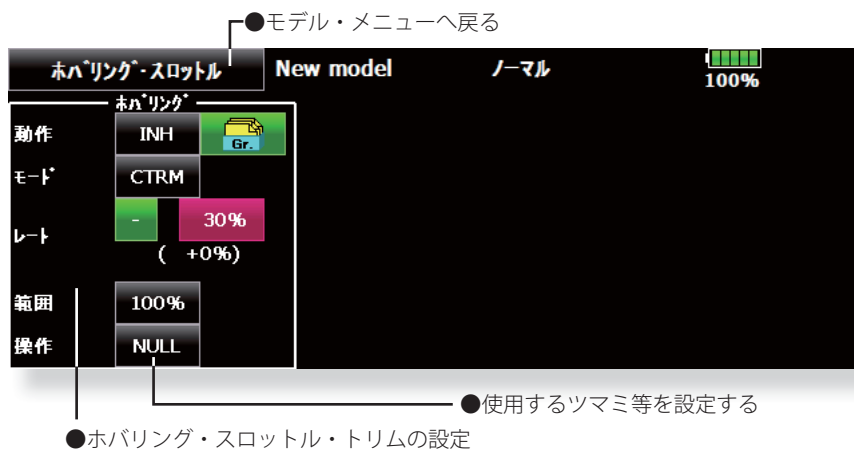 ●モデル・メニューへ戻る
ﾎﾊﾞﾘﾝｸﾞ･ｽﾛｯﾄﾙ New model ﾉｰﾏﾙ 100%
ﾎﾊﾞﾘﾝｸﾞ
動作 INH Gr.
ﾓｰﾄﾞ CTRM
ﾚｰﾄ - 30%
( +0%)
範囲 100%
操作 NULL
●使用するツマミ等を設定する
●ホバリング・スロットル・トリムの設定